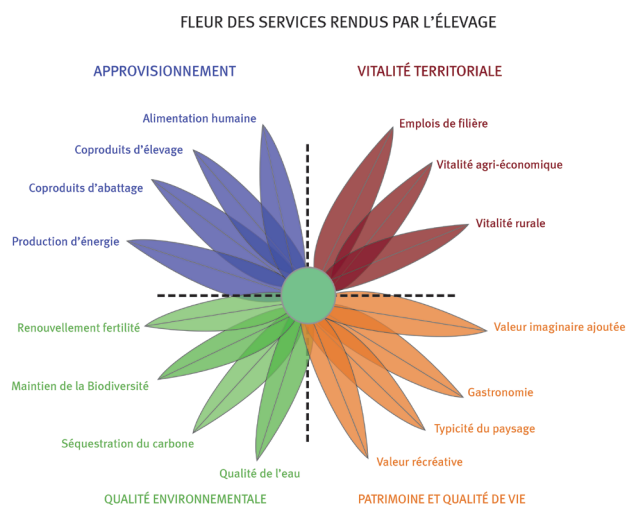 FLEUR DES SERVICES RENDUS PAR L'ÉLEVAGE
APPROVISIONNEMENT
VITALITÉ TERRITORIALE
Alimentation humaine
Coproduits d'élevage
Coproduits d'abattage
Production d'énergie
Emplois de filière
Vitalité agri-économique
Vitalité rurale
Renouvellement fertilité
Maintien de la Biodiversité
Séquestration du carbone
Qualité de l'eau
Valeur imaginaire ajoutée
Gastronomie
Typicité du paysage
Valeur récréative
QUALITÉ ENVIRONNEMENTALE
PATRIMOINE ET QUALITÉ DE VIE